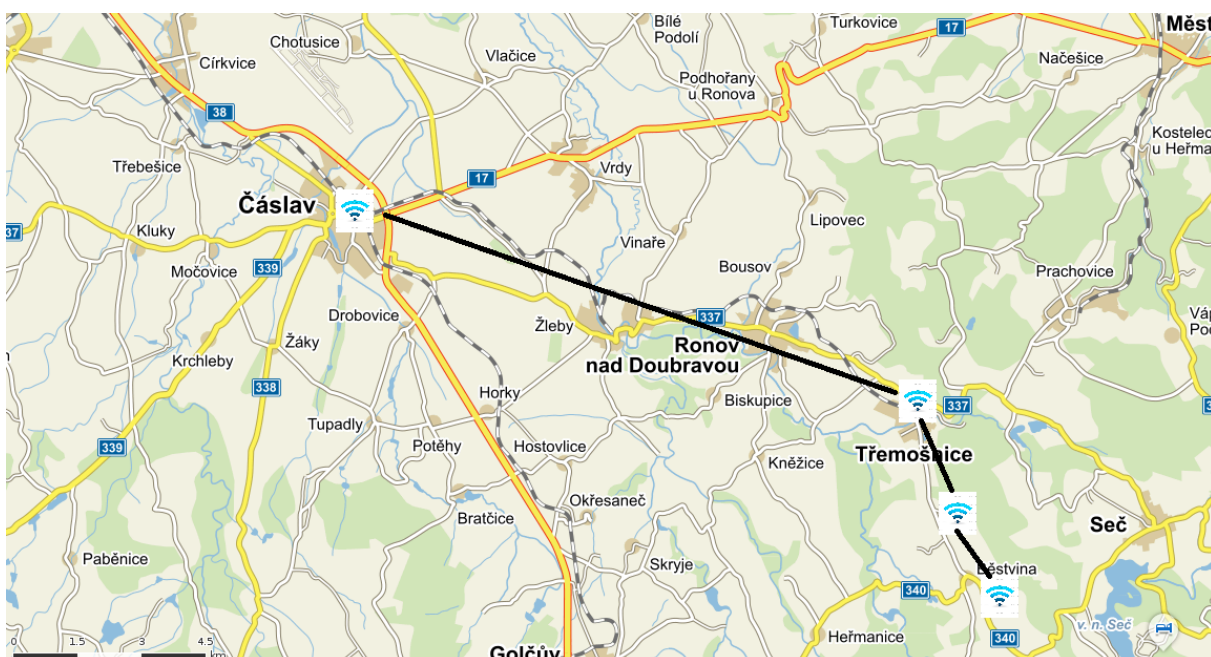 Bílé
Podolí
Turkovice
17
Měst
Chotusice
Vlačice
Načešice
Církvice
Podhořany
u Ronova
38
Kostelec
u Heřma
Třebešice
Vrdy
17
Čáslav
Lipovec
37
Kluky
Vinaře
339
Močovice
Bousov
Prachovice
Drobovice
Žleby
337
Váp
Pod
Žáky
Ronov
nad Doubravou
Krchleby
338
Horky
Biskupice
337
Tupadly
Potěhy
Hostovlice
Třemošnice
339
Kněžice
Okřesaneč
Bratčice
Seč
Paběnice
Skryje
Běstvina
340
v. n. Seč
Heřmanice
340
0 1.5 3 4.5
km
Golčův